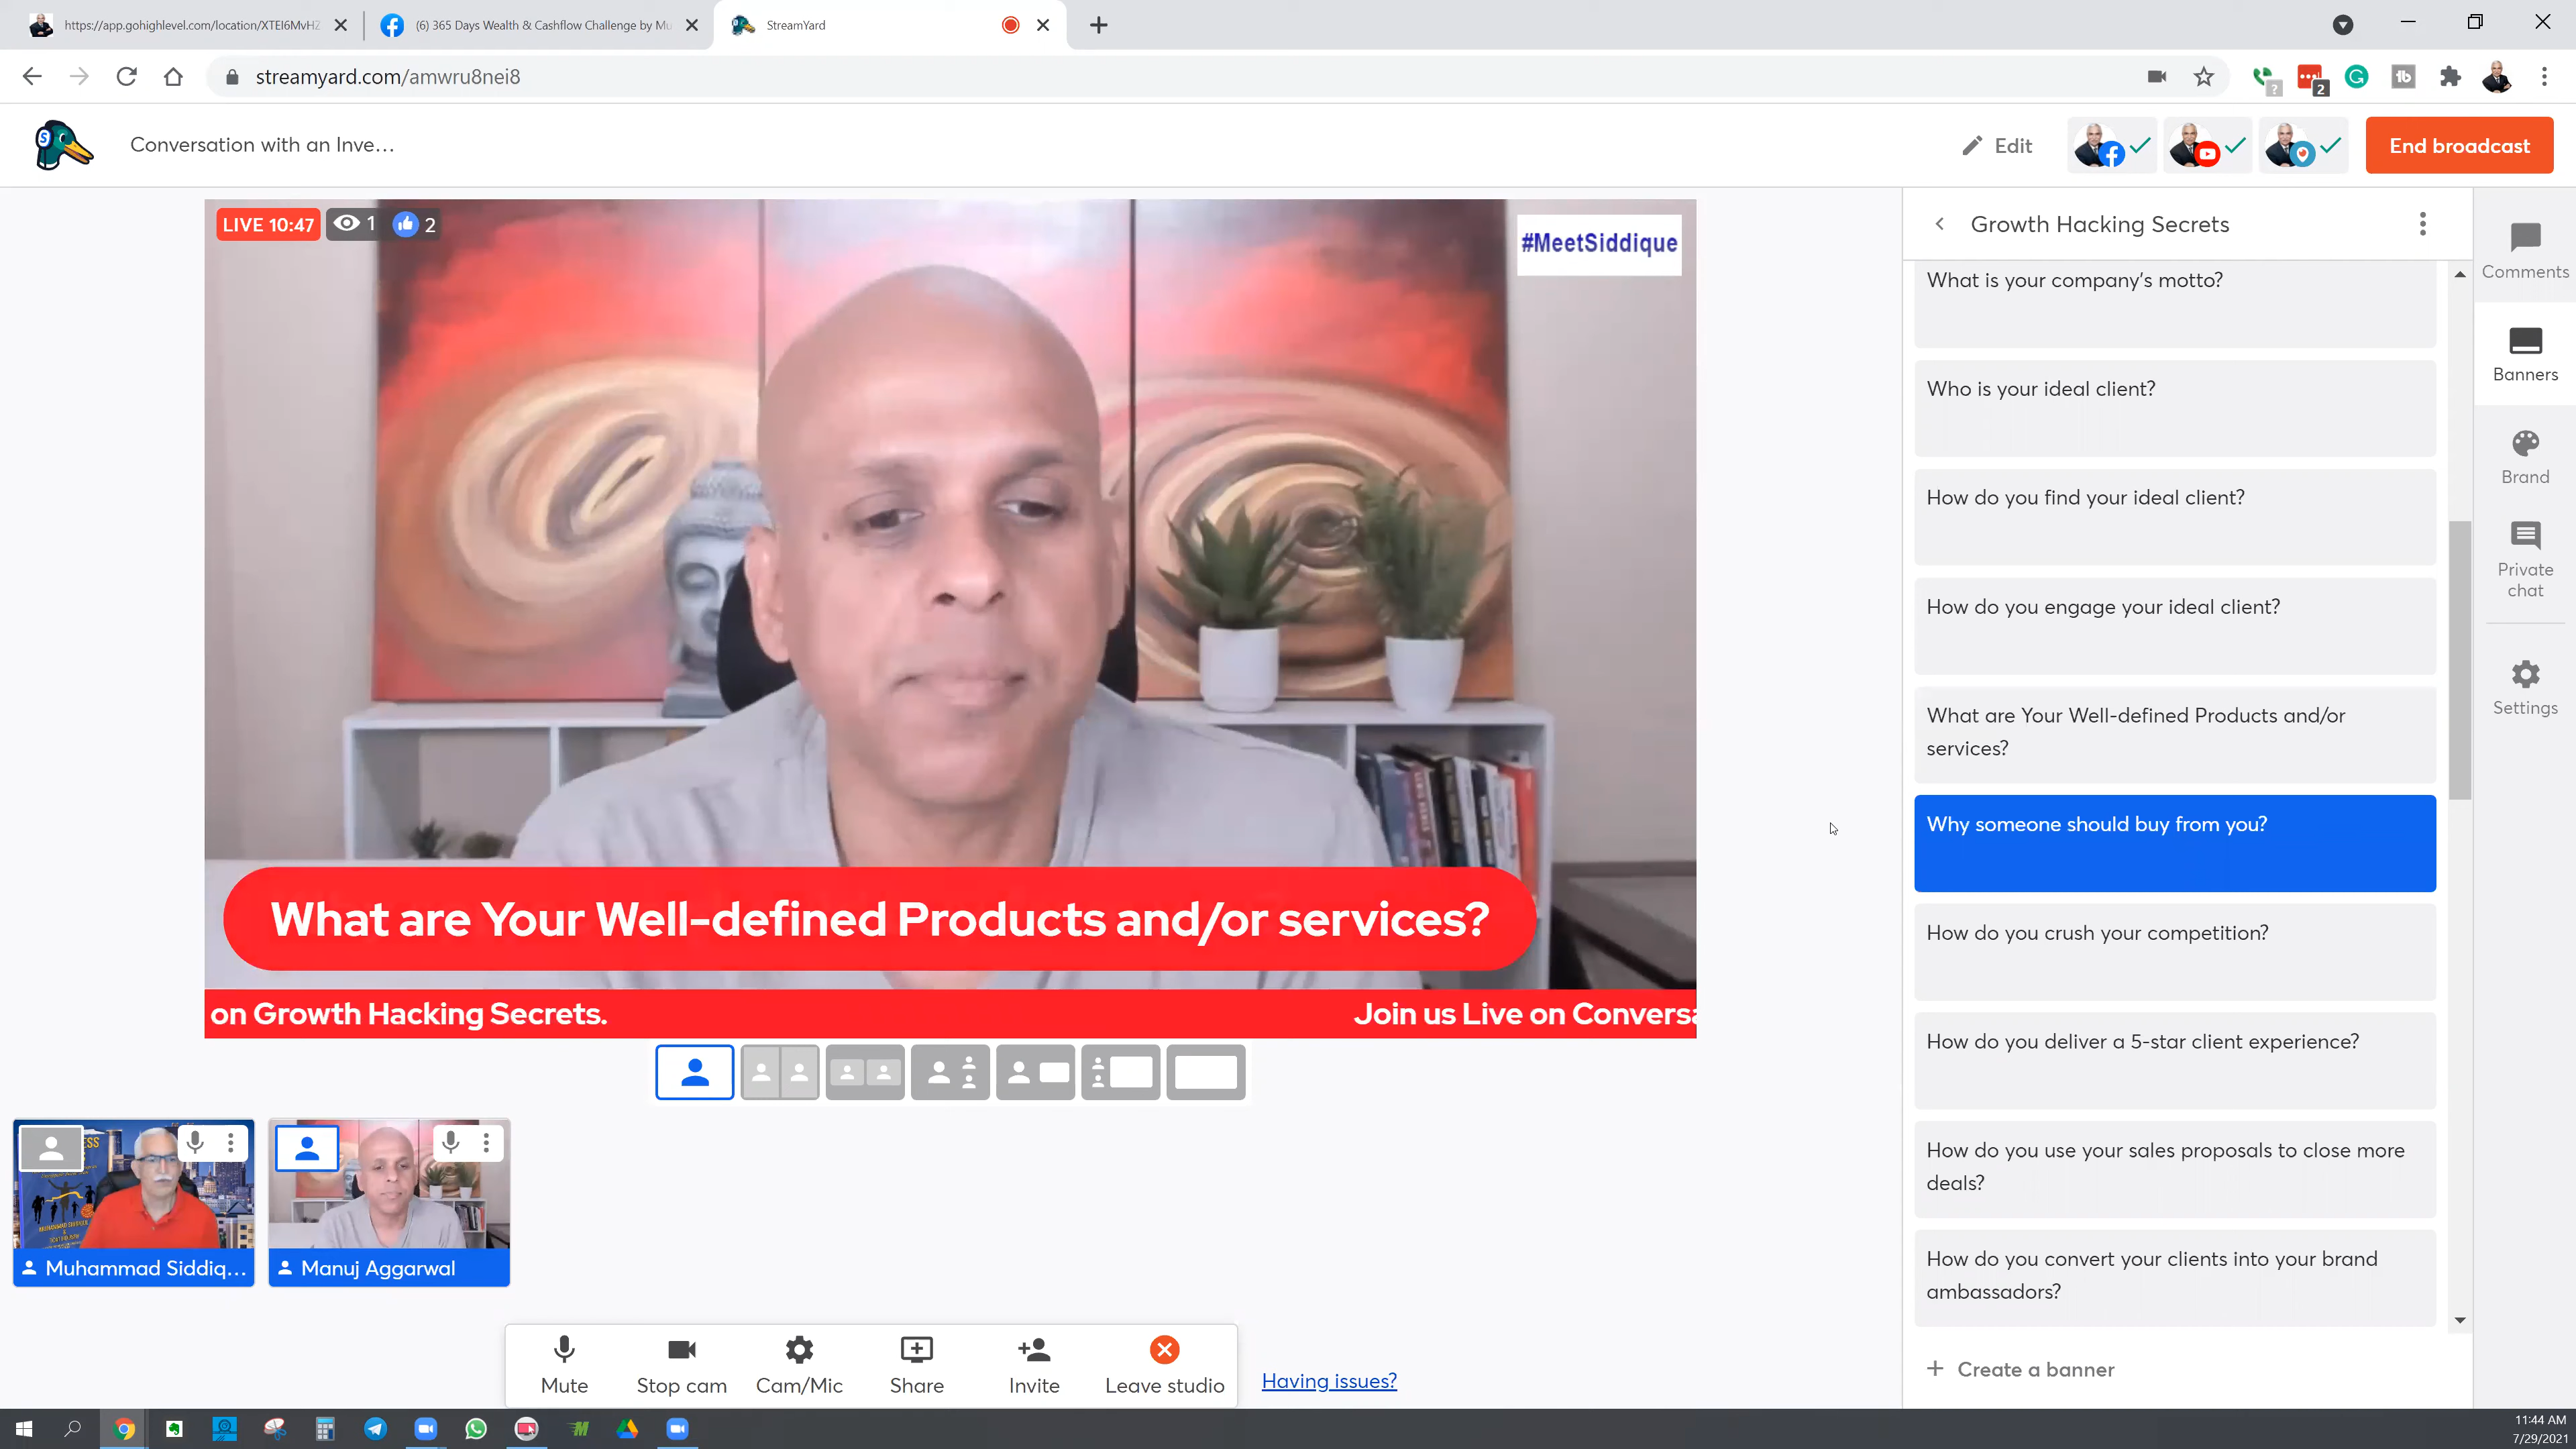 https://app.gohighlevel.com/location/XTEI6MvHZ
(6) 365 Days Wealth & Cashflow Challenge by Mu
StreamYard
streamyard.com/amwru8nei8
2
Conversation with an Inve...
Edit
End broadcast
LIVE 10:47
1
2
#MeetSiddique
What are Your Well-defined Products and/or services?
on Growth Hacking Secrets.
Join us Live on Conversa
Muhammad Siddiq...
Manuj Aggarwal
Mute
Stop cam
Cam/Mic
Share
Invite
Leave studio
Having issues?
Growth Hacking Secrets
What is your company's motto?
Who is your ideal client?
How do you find your ideal client?
How do you engage your ideal client?
What are Your Well-defined Products and/or
services?
Why someone should buy from you?
How do you crush your competition?
How do you deliver a 5-star client experience?
How do you use your sales proposals to close more
deals?
How do you convert your clients into your brand
ambassadors?
+ Create a banner
Comments
Banners
Brand
Private
chat
Settings
11:44 AM
7/29/2021